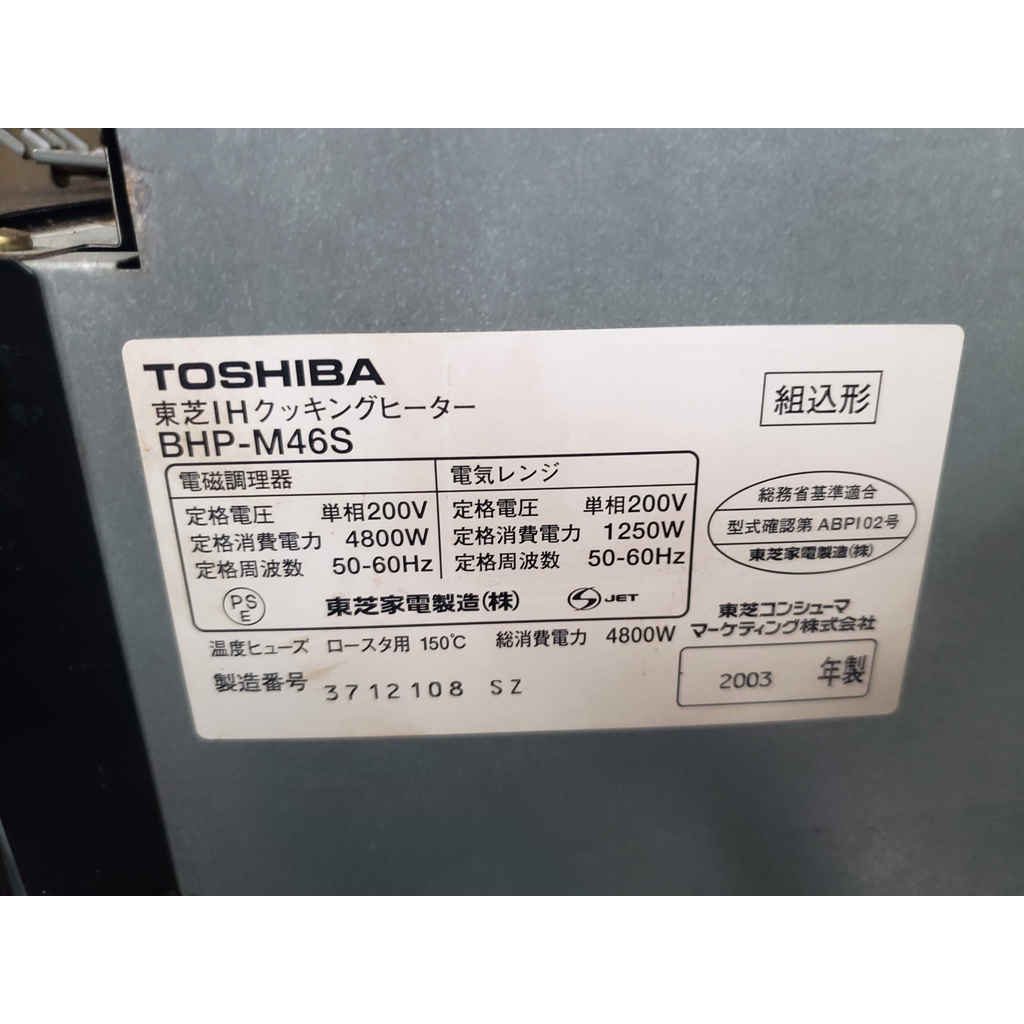 TOSHIBA
東芝IHクッキングヒーター
BHP-M46S
組込形
電磁調理器
定格電圧 単相200V
定格消費電力 4800W
定格周波数 50-60Hz
電気レンジ
定格電圧 単相200V
定格消費電力 1250W
定格周波数 50-60Hz
PS
E
東芝家電製造(株)
S JET
総務省基準適合
型式確認第 ABP102号
東芝家電製造(株)
温度ヒューズ ロースタ用 150℃ 総消費電力 4800W
東芝コンシューマ
マーケティング株式会社
製造番号 3712108 SZ
2003 年製